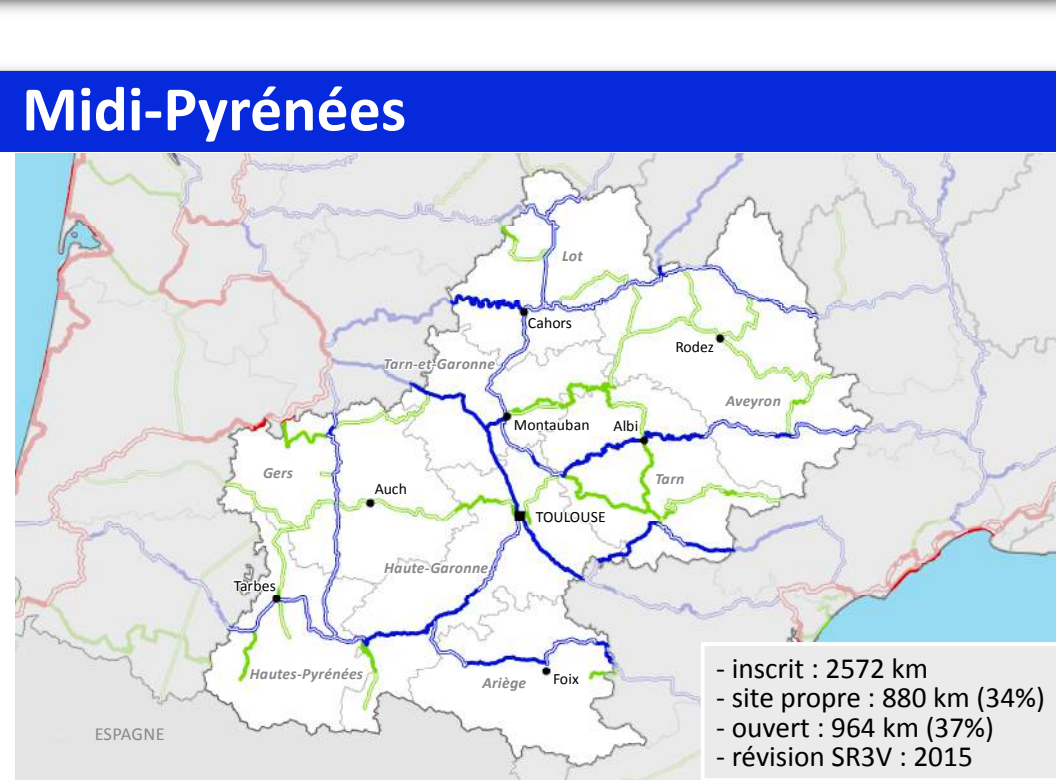 Midi-Pyrénées
Lot
Cahors
Rodez
Tarn-et-Garonne
Aveyron
Montauban
Albi
Gers
Tarn
Auch
TOULOUSE
Haute-Garonne
Tarbes
Hautes-Pyrénées
Ariège
Foix
ESPAGNE
- inscrit : 2572 km
- site propre : 880 km (34%)
- ouvert : 964 km (37%)
- révision SR3V : 2015